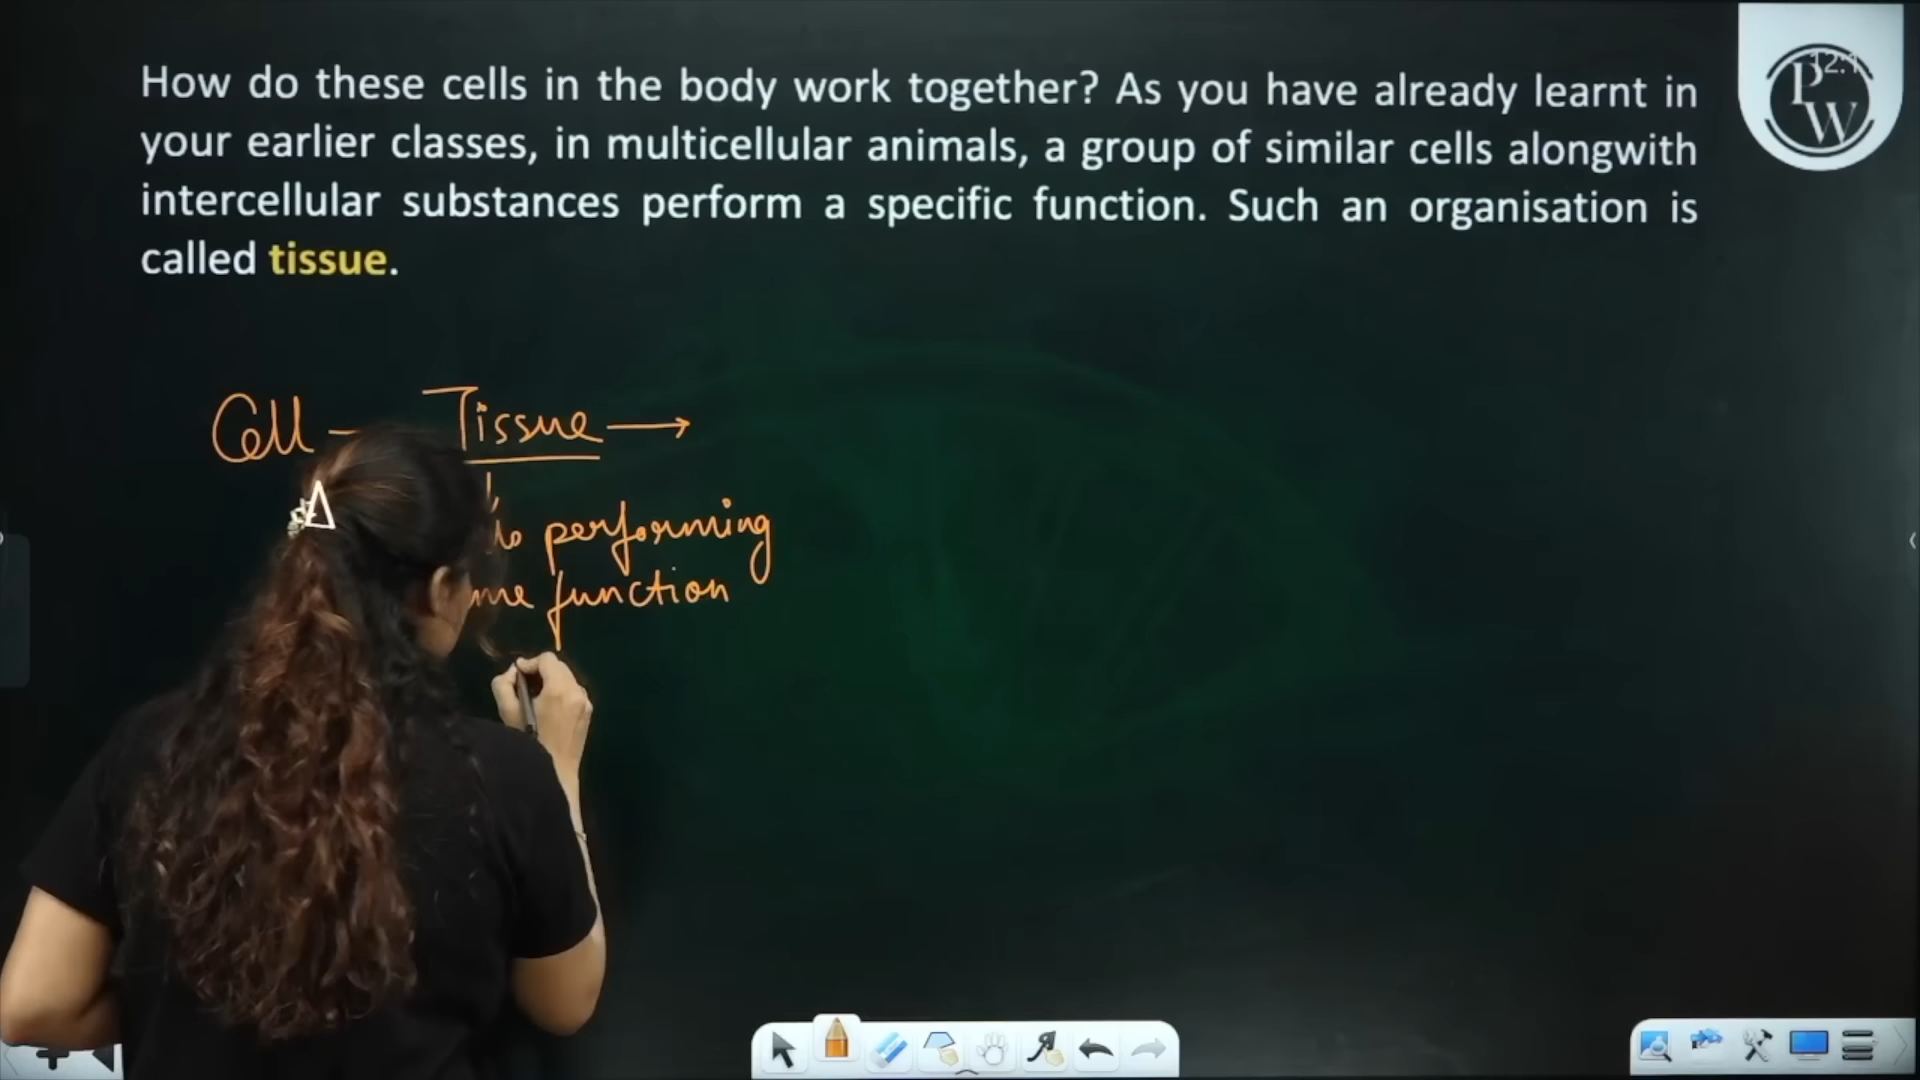 How do these cells in the body work together? As you have already learnt in
your earlier classes, in multicellular animals, a group of similar cells alongwith
intercellular substances perform a specific function. Such an organisation is
called tissue.
PW
Cell Tissue
performing
function